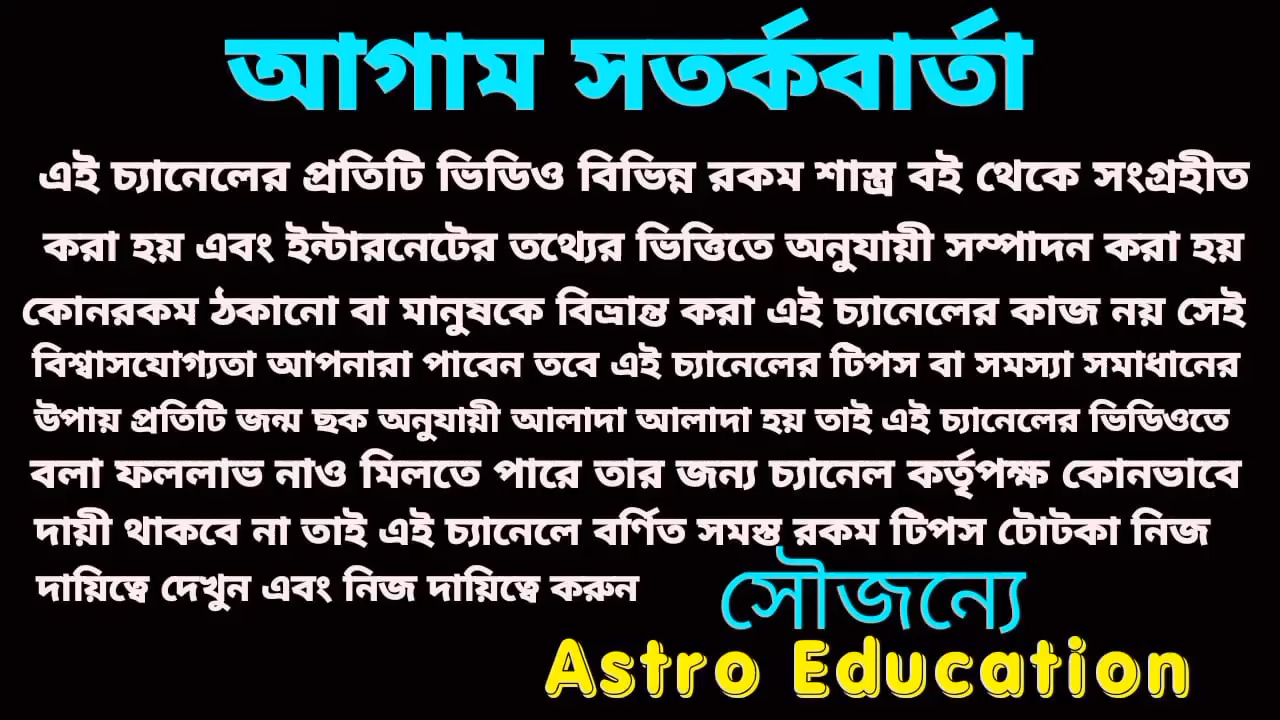 আগাম সতর্কবার্তা
এই চ্যানেলের প্রতিটি ভিডিও বিভিন্ন রকম শাস্ত্র বই থেকে সংগ্রহীত
করা হয় এবং ইন্টারনেটের তথ্যের ভিত্তিতে অনুযায়ী সম্পাদন করা হয়
কোনরকম ঠকানো বা মানুষকে বিভ্রান্ত করা এই চ্যানেলের কাজ নয় সেই
বিশ্বাসযোগ্যতা আপনারা পাবেন তবে এই চ্যানেলের টিপস বা সমস্যা সমাধানের
উপায় প্রতিটি জন্ম ছক অনুযায়ী আলাদা আলাদা হয় তাই এই চ্যানেলের ভিডিওতে
বলা ফললাভ নাও মিলতে পারে তার জন্য চ্যানেল কর্তৃপক্ষ কোনভাবে
দায়ী থাকবে না তাই এই চ্যানেলে বর্ণিত সমস্ত রকম টিপস টোটকা নিজ
দায়িত্বে দেখুন এবং নিজ দায়িত্বে করুন
সৌজন্যে
Astro Education